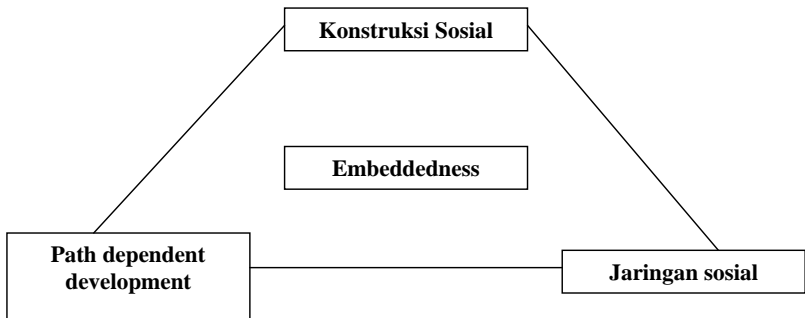 Konstruksi Sosial
Embeddedness
Path dependent
development
Jaringan sosial